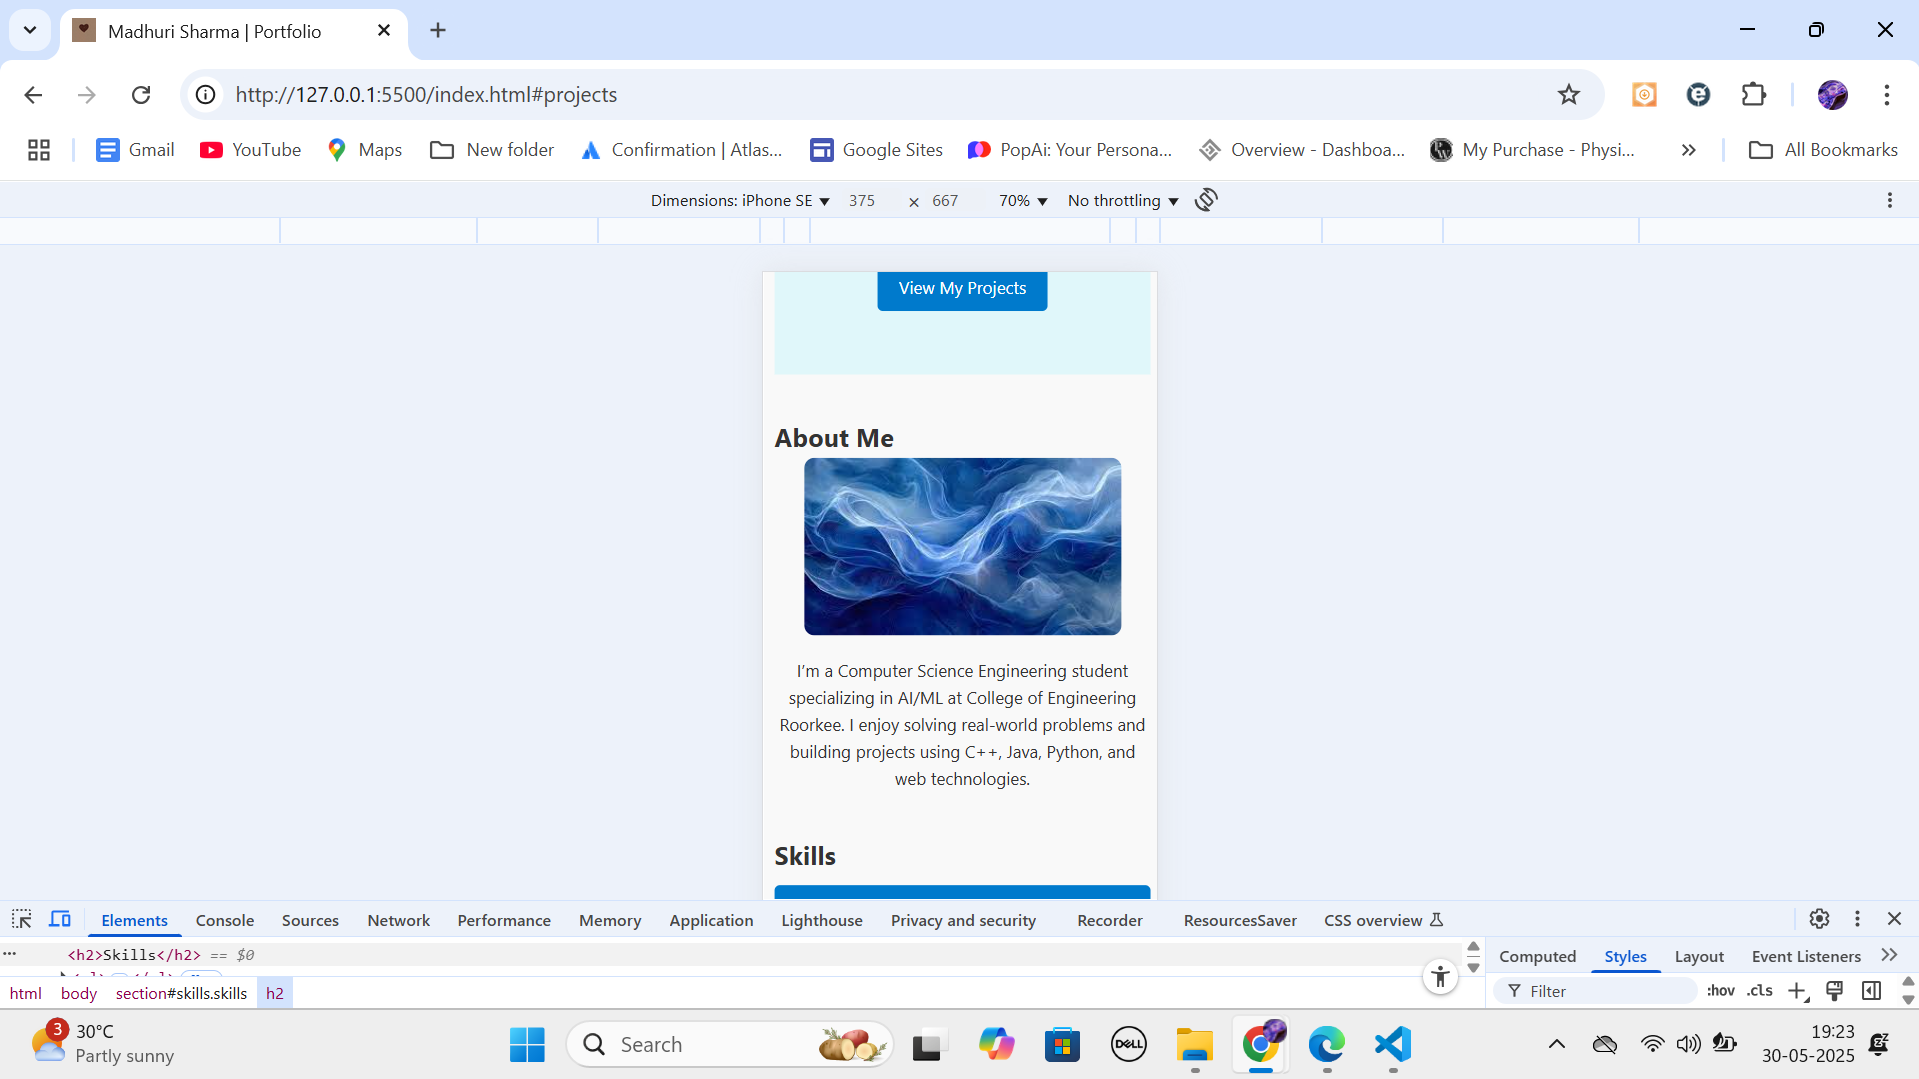 Madhuri Sharma | Portfolio
http://127.0.0.1:5500/index.html#projects
Gmail YouTube Maps New folder Confirmation | Atlas... Google Sites PopAi: Your Persona... Overview - Dashboa... My Purchase - Physi... All Bookmarks
Dimensions: iPhone SE 375 × 667 70% No throttling
View My Projects
About Me
I'm a Computer Science Engineering student
specializing in AI/ML at College of Engineering
Roorkee. I enjoy solving real-world problems and
building projects using C++, Java, Python, and
web technologies.
Skills
Elements Console Sources Network Performance Memory Application Lighthouse Privacy and security Recorder ResourcesSaver CSS overview
<h2>Skills</h2> == $0
Computed Styles Layout Event Listeners
html body section#skills.skills h2
Filter :hov .cls
3 30°C
Partly sunny
Search
DELL
19:23
30-05-2025